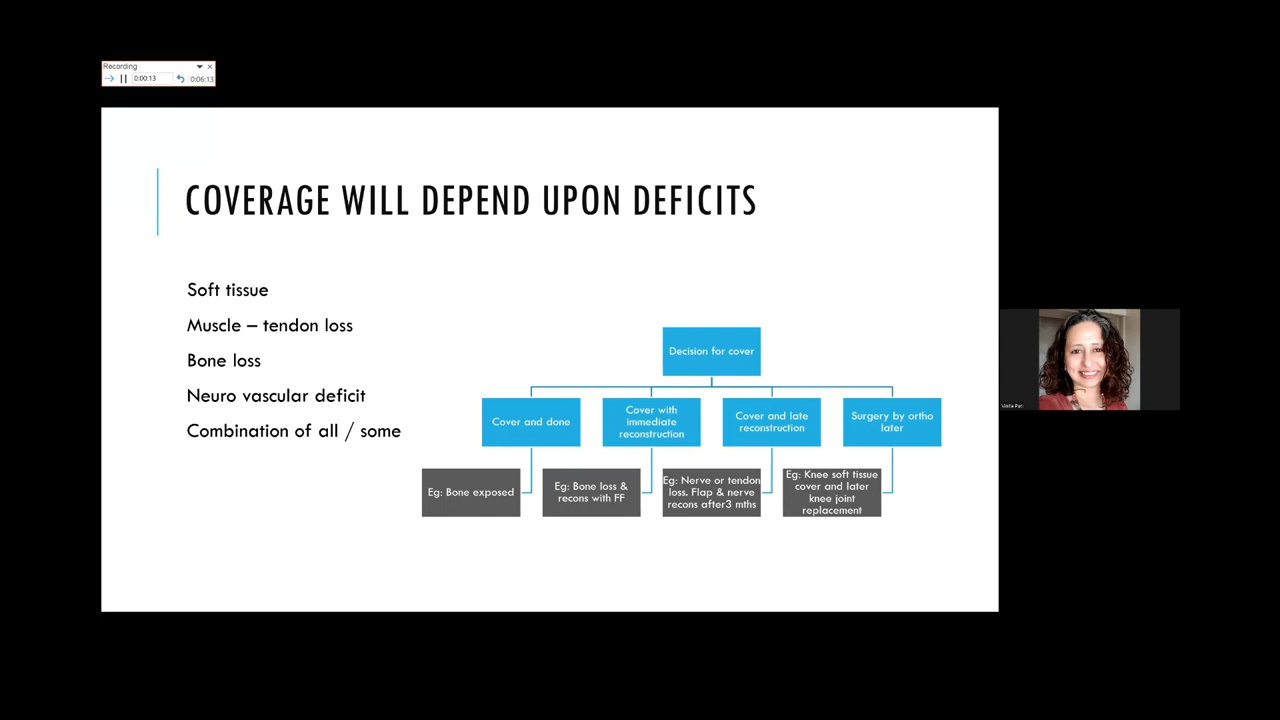 Recording
0:00:13
0:06:13
COVERAGE WILL DEPEND UPON DEFICITS
Soft tissue
Muscle – tendon loss
Bone loss
Neuro vascular deficit
Combination of all / some
Decision for cover
Cover and done
Cover with
immediate
reconstruction
Cover and late
reconstruction
Surgery by ortho
later
Eg: Bone exposed
Eg: Bone loss &
recons with FF
Eg: Nerve or tendon
loss. Flap & nerve
recons after3 mths
Eg: Knee soft tissue
cover and later
knee joint
replacement